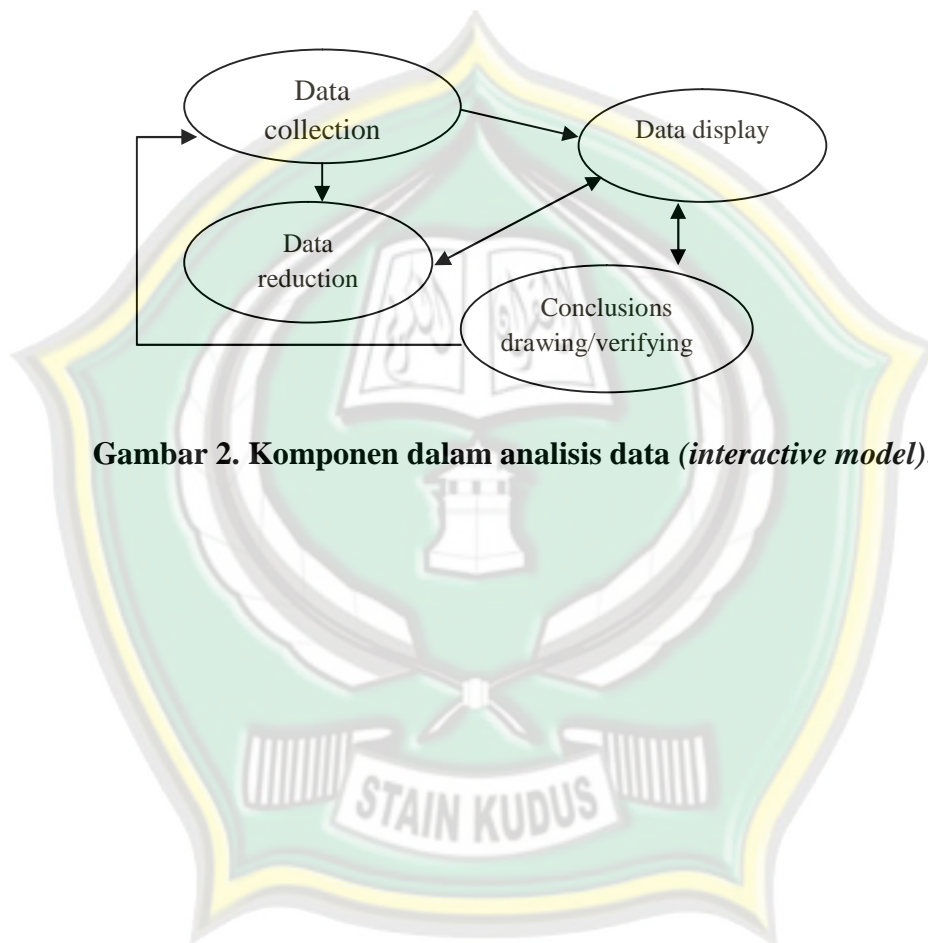 Data
collection
Data display
Data
reduction
Conclusions
drawing/verifying
Gambar 2. Komponen dalam analisis data (interactive model).
STAIN KUDUS